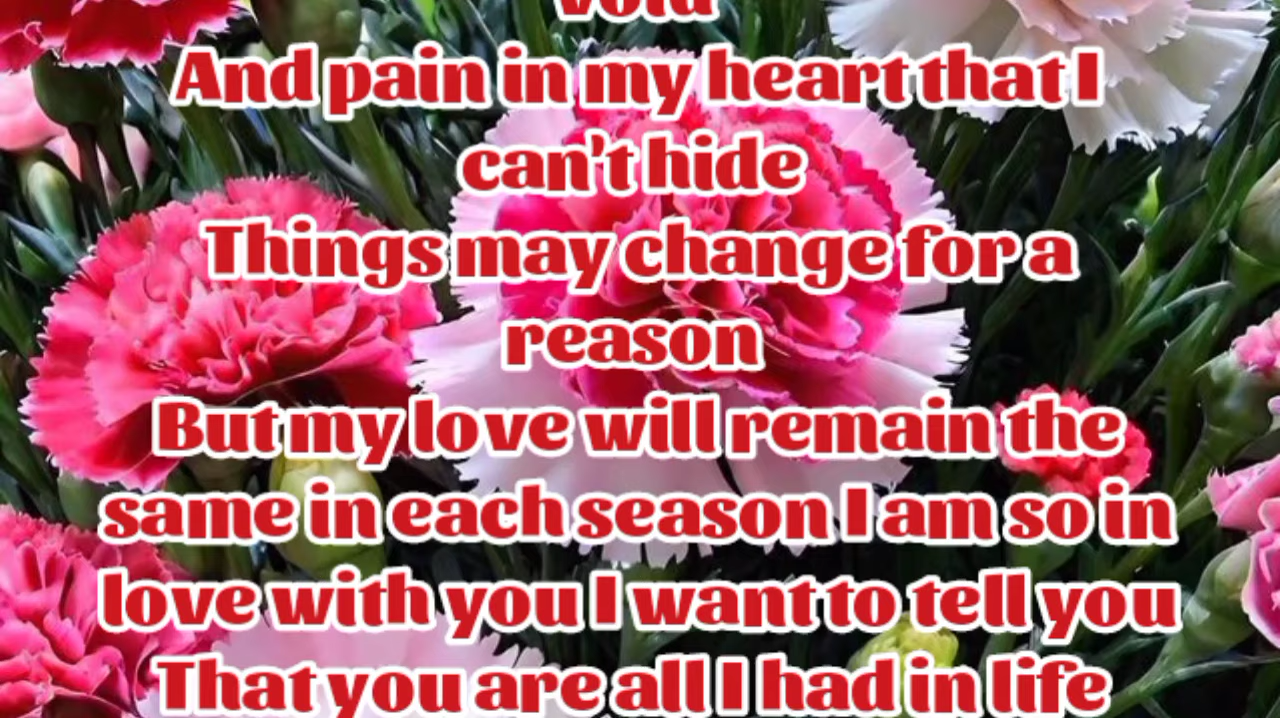 void
And pain in my heart that I
can't hide
Things may change for a
reason
But my love will remain the
same in each season I am so in
love with you I want to tell you
That you are all I had in life